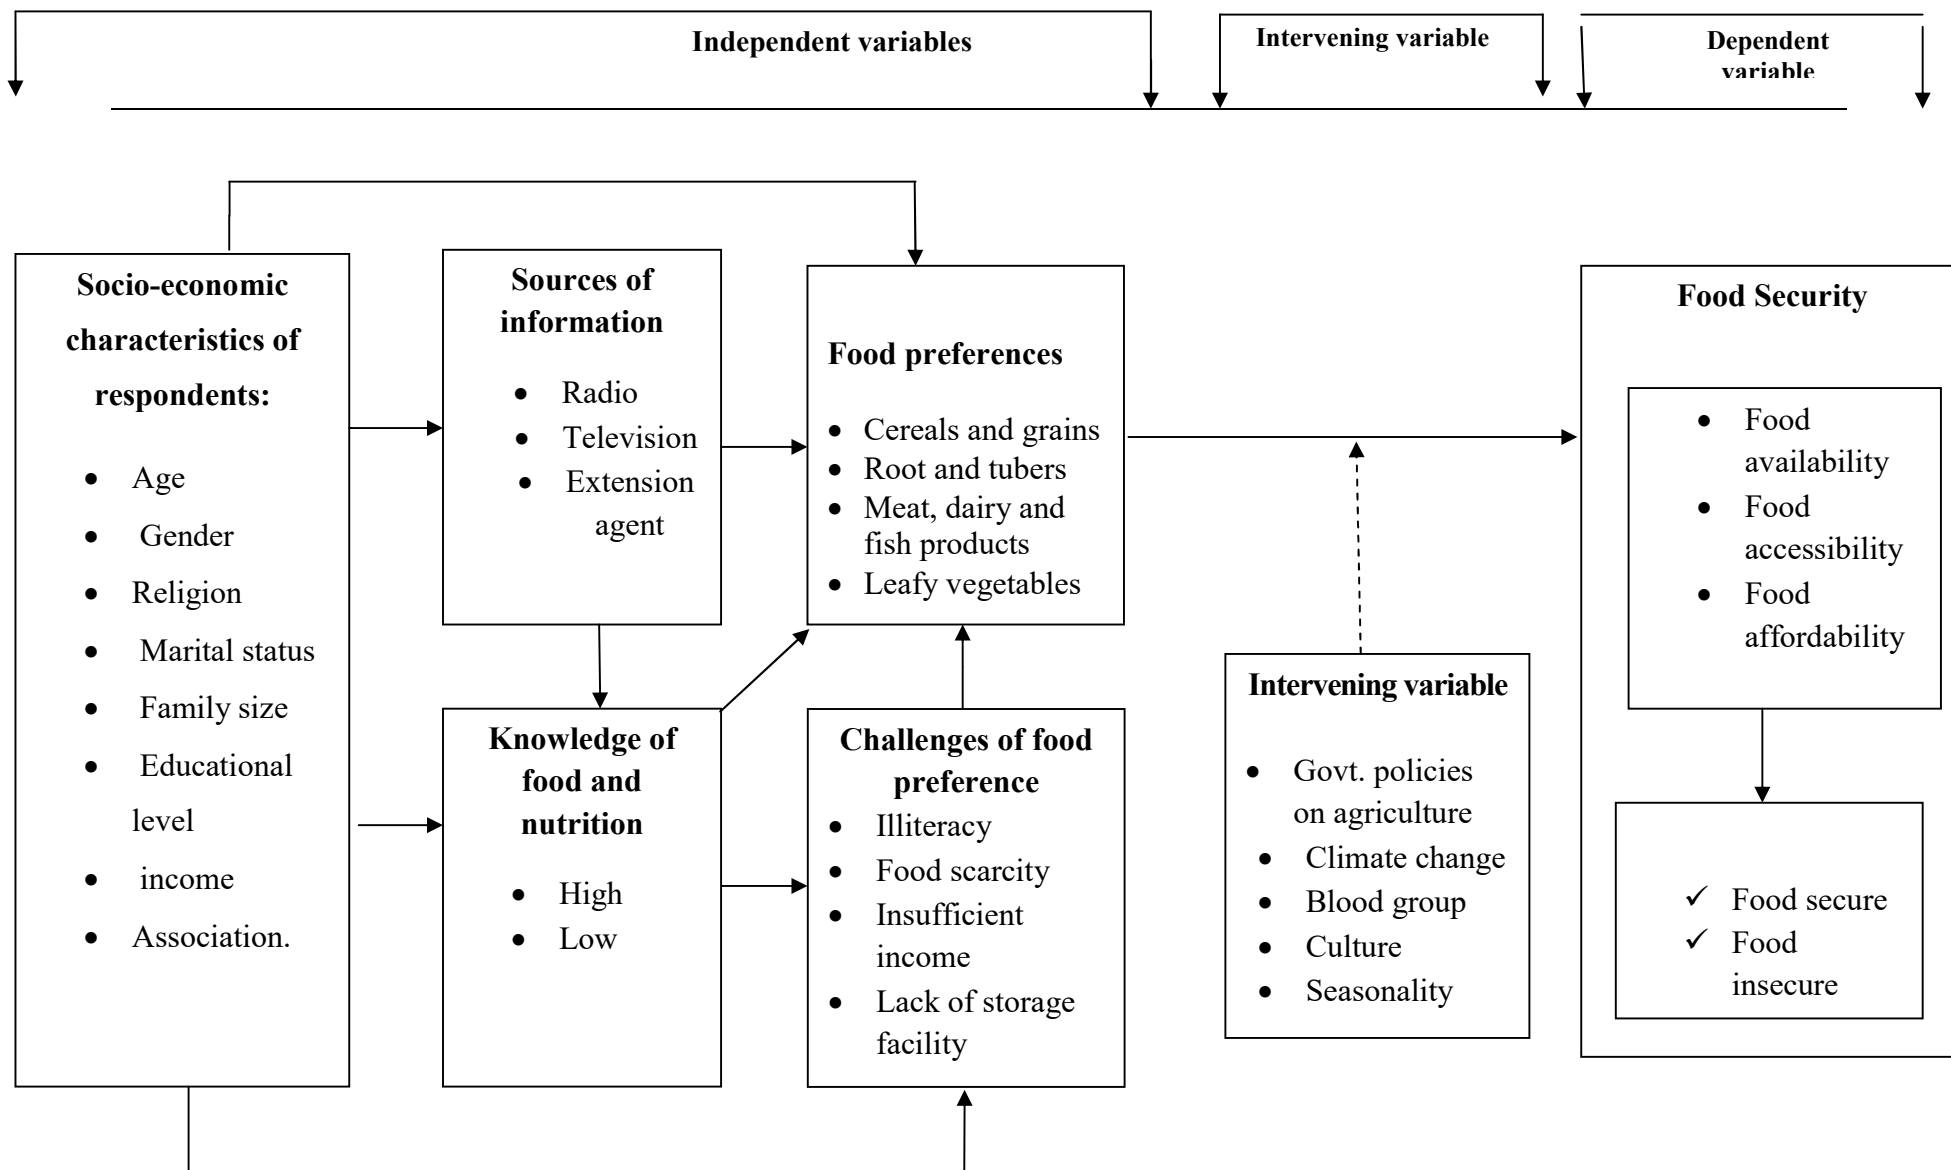 Independent variables
Intervening variable
Dependent
variable
Socio-economic
characteristics of
respondents:
• Age
• Gender
• Religion
• Marital status
• Family size
• Educational
level
• income
• Association.
Sources of
information
• Radio
• Television
• Extension
agent
Knowledge of
food and
nutrition
• High
• Low
Food preferences
• Cereals and grains
• Root and tubers
• Meat, dairy and
fish products
• Leafy vegetables
Challenges of food
preference
• Illiteracy
• Food scarcity
• Insufficient
income
• Lack of storage
facility
Intervening variable
• Govt. policies
on agriculture
• Climate change
• Blood group
• Culture
• Seasonality
Food Security
• Food
availability
• Food
accessibility
• Food
affordability
✓ Food secure
✓ Food
insecure